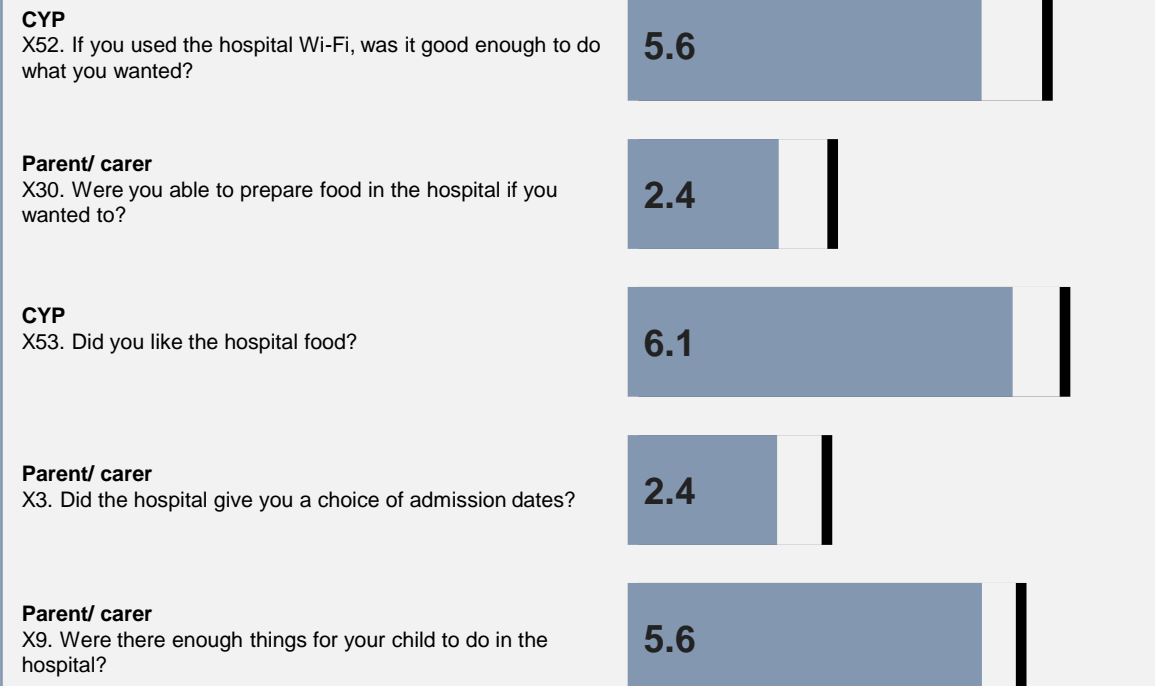 CYP
X52. If you used the hospital Wi-Fi, was it good enough to do
what you wanted?
5.6
Parent/ carer
X30. Were you able to prepare food in the hospital if you
wanted to?
2.4
CYP
X53. Did you like the hospital food?
6.1
Parent/ carer
X3. Did the hospital give you a choice of admission dates?
2.4
Parent/ carer
X9. Were there enough things for your child to do in the
hospital?
5.6